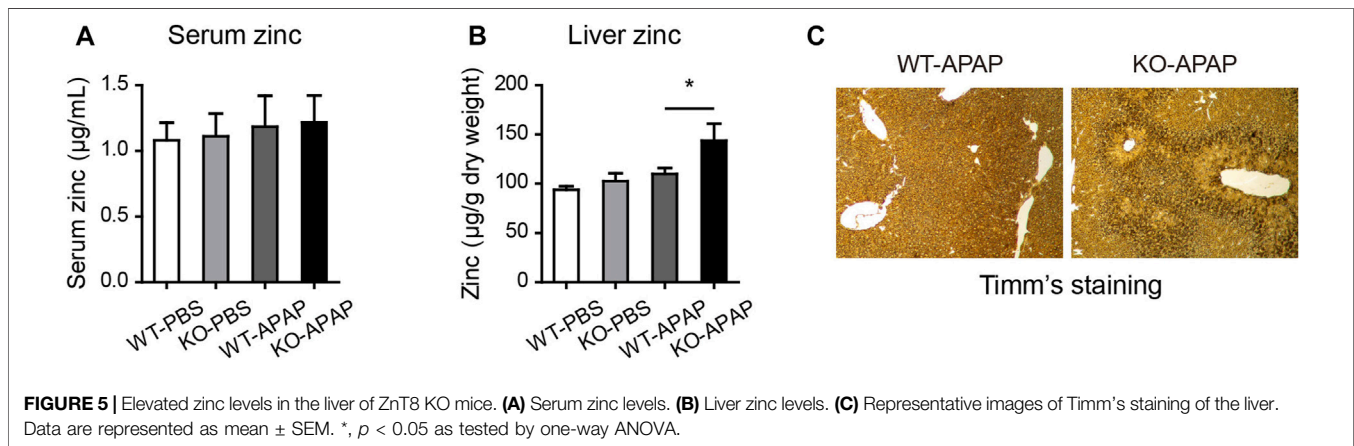 A Serum zinc
Serum zinc (µg/mL)
1.5
1.0
0.5
0.0
WT-PBS
KO-PBS
WT-APAP
KO-APAP
B Liver zinc
Zinc (µg/g dry weight)
200
150
100
50
0
*
WT-PBS
KO-PBS
WT-APAP
KO-APAP
C
WT-APAP KO-APAP
Timm's staining
FIGURE 5 | Elevated zinc levels in the liver of ZnT8 KO mice. (A) Serum zinc levels. (B) Liver zinc levels. (C) Representative images of Timm's staining of the liver.
Data are represented as mean ± SEM. *, p < 0.05 as tested by one-way ANOVA.